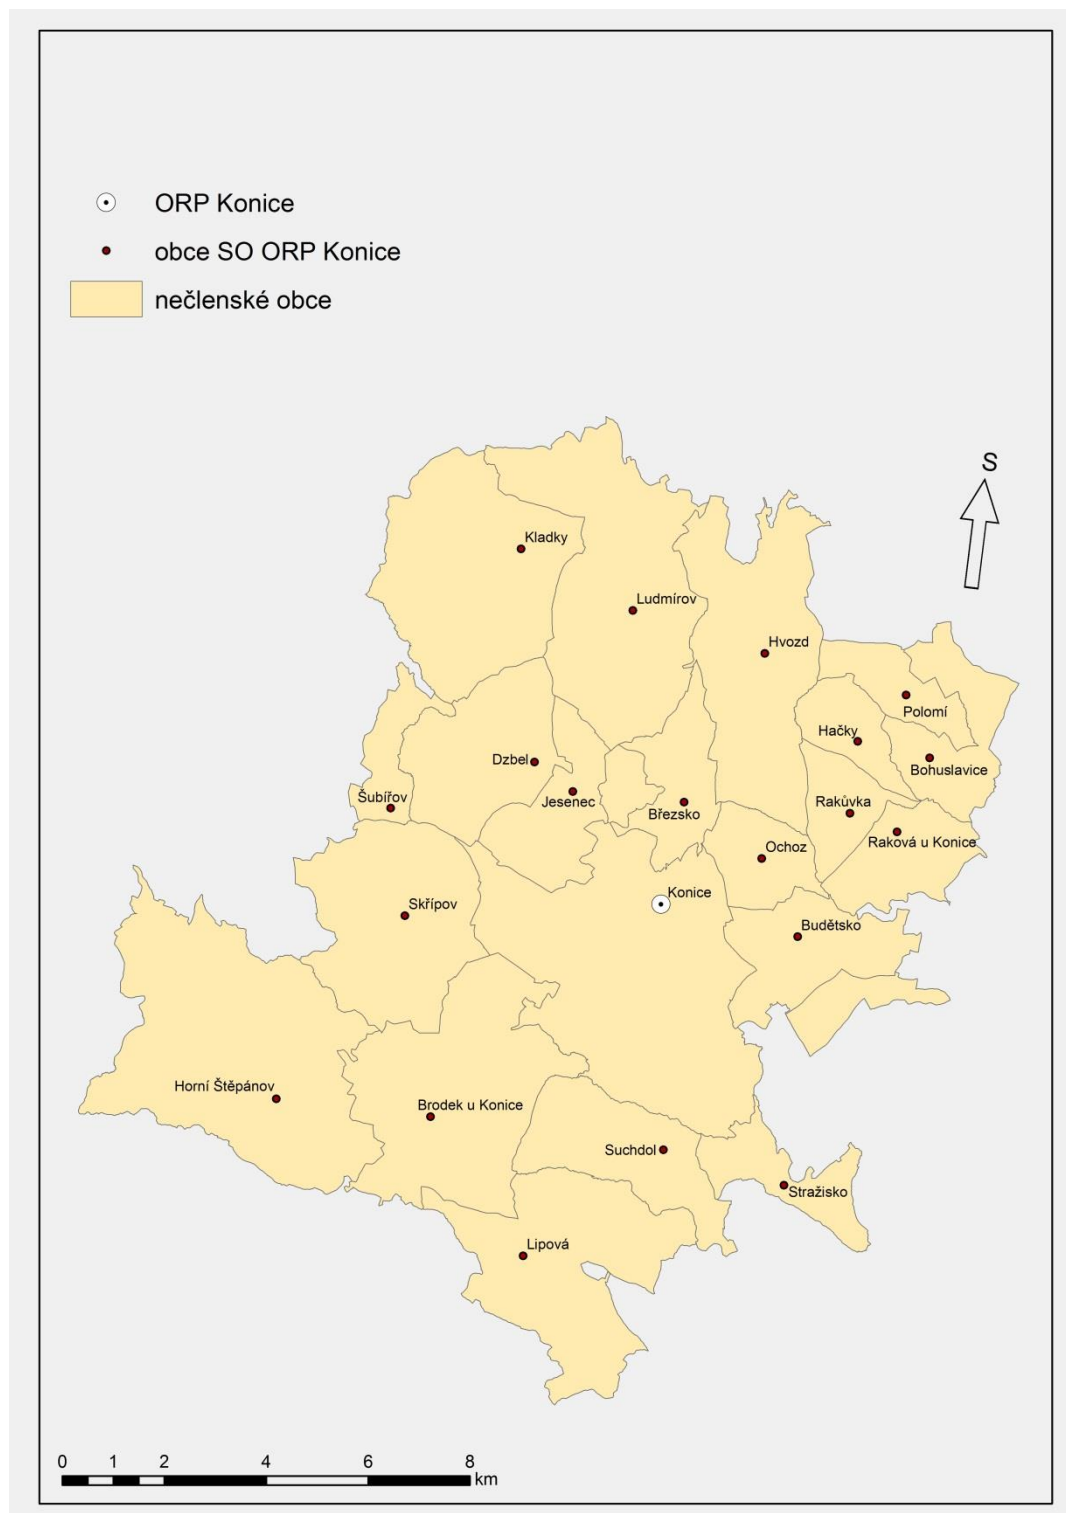 ORP Konice
obce SO ORP Konice
nečlenské obce
S
Kladky
Ludmírov
Hvozd
Polomí
Hačky
Dzbel
Bohuslavice
Šubířov
Jesenec
Březsko
Rakůvka
Raková u Konice
Ochoz
Konice
Skřípov
Budětsko
Horní Štěpánov
Brodek u Konice
Suchdol
Stražisko
Lipová
0 1 2 4 6 8
km